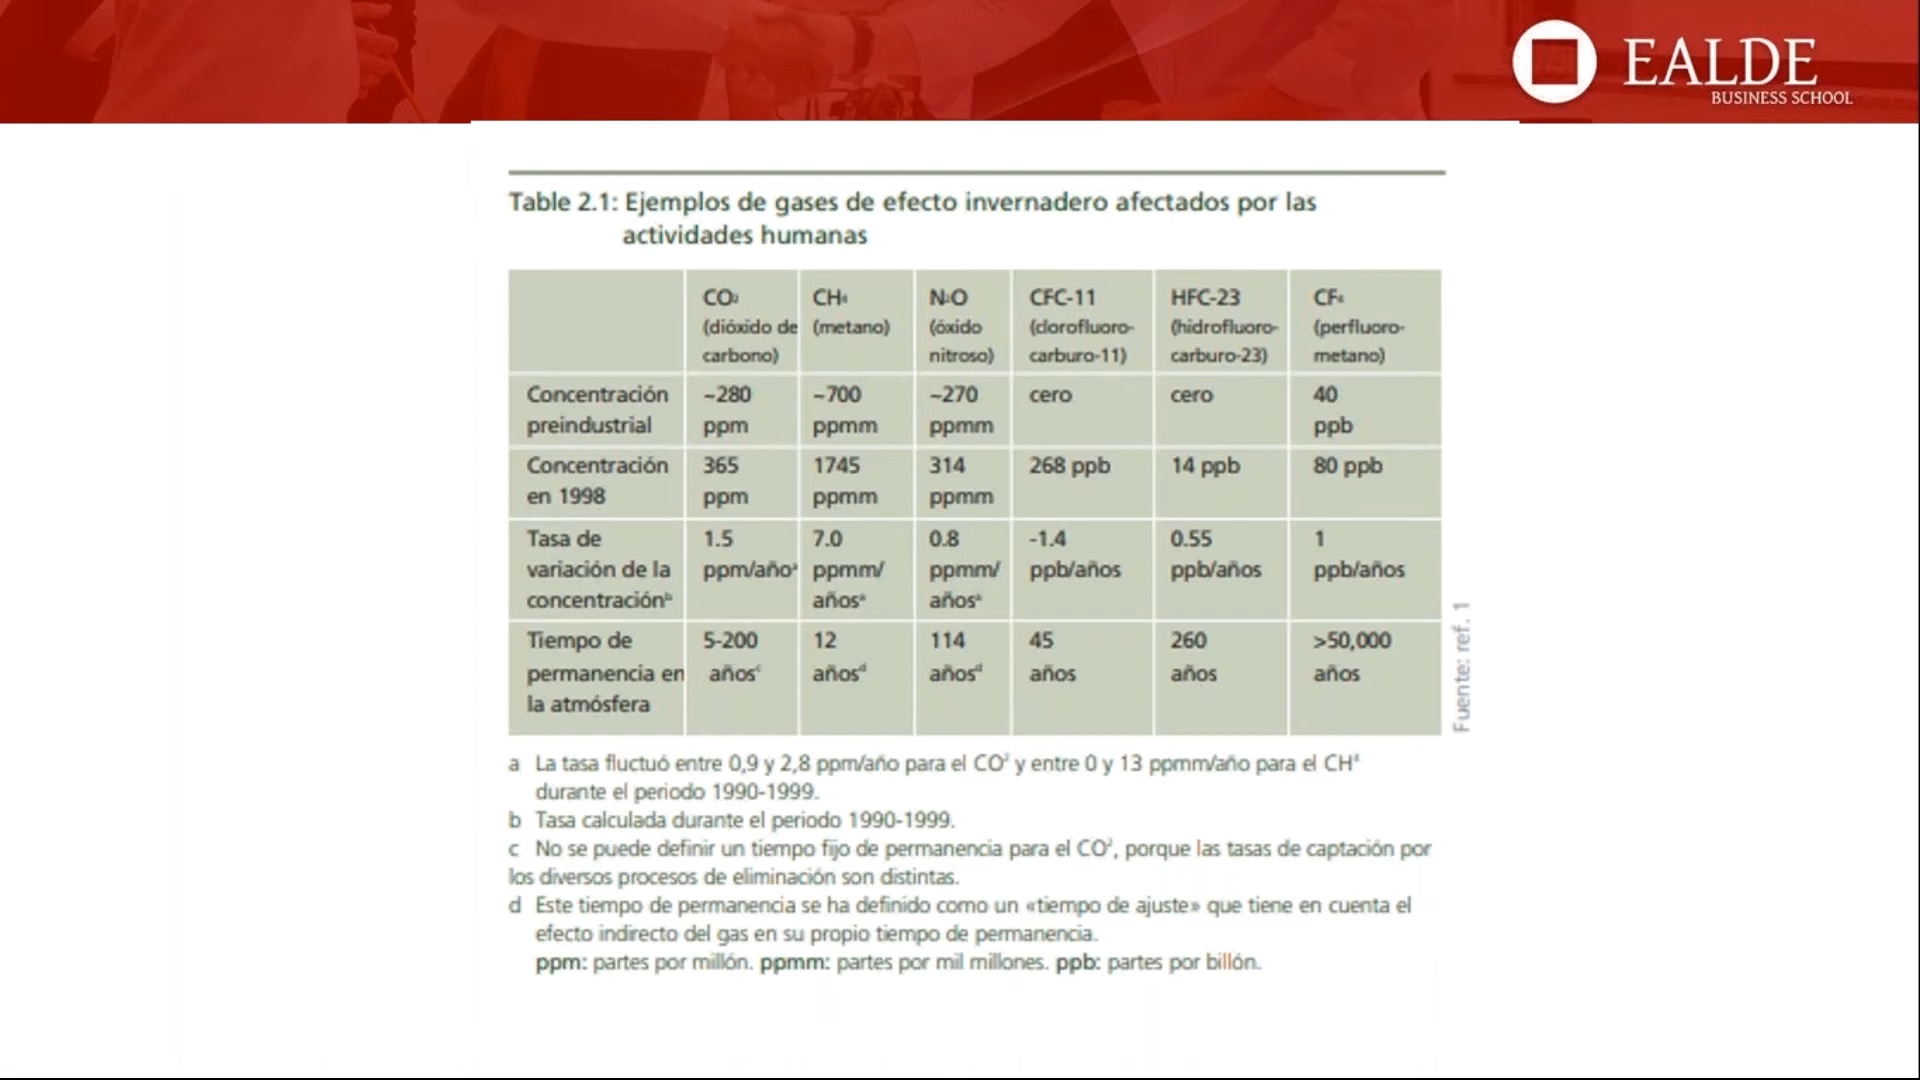 EALDE
BUSINESS SCHOOL
Table 2.1: Ejemplos de gases de efecto invernadero afectados por las
actividades humanas
CO₂ (dióxido de carbono)
CH₄ (metano)
N₂O (óxido nitroso)
CFC-11 (clorofluoro-carburo-11)
HFC-23 (hidrofluoro-carburo-23)
CF₄ (perfluoro-metano)
Concentración preindustrial
~280 ppm
~700 ppmm
~270 ppmm
cero
cero
40 ppb
Concentración en 1998
365 ppm
1745 ppmm
314 ppmm
268 ppb
14 ppb
80 ppb
Tasa de variación de la concentraciónᵇ
1.5 ppm/añoᵃ
7.0 ppmm/añosᵃ
0.8 ppmm/añosᵃ
-1.4 ppb/años
0.55 ppb/años
1 ppb/años
Tiempo de permanencia en la atmósfera
5-200 añosᶜ
12 añosᵈ
114 añosᵈ
45 años
260 años
>50,000 años
Fuente: ref. 1
a La tasa fluctuó entre 0,9 y 2,8 ppm/año para el CO² y entre 0 y 13 ppmm/año para el CH⁴
durante el periodo 1990-1999.
b Tasa calculada durante el periodo 1990-1999.
c No se puede definir un tiempo fijo de permanencia para el CO², porque las tasas de captación por
los diversos procesos de eliminación son distintas.
d Este tiempo de permanencia se ha definido como un «tiempo de ajuste» que tiene en cuenta el
efecto indirecto del gas en su propio tiempo de permanencia.
ppm: partes por millón. ppmm: partes por mil millones. ppb: partes por billón.